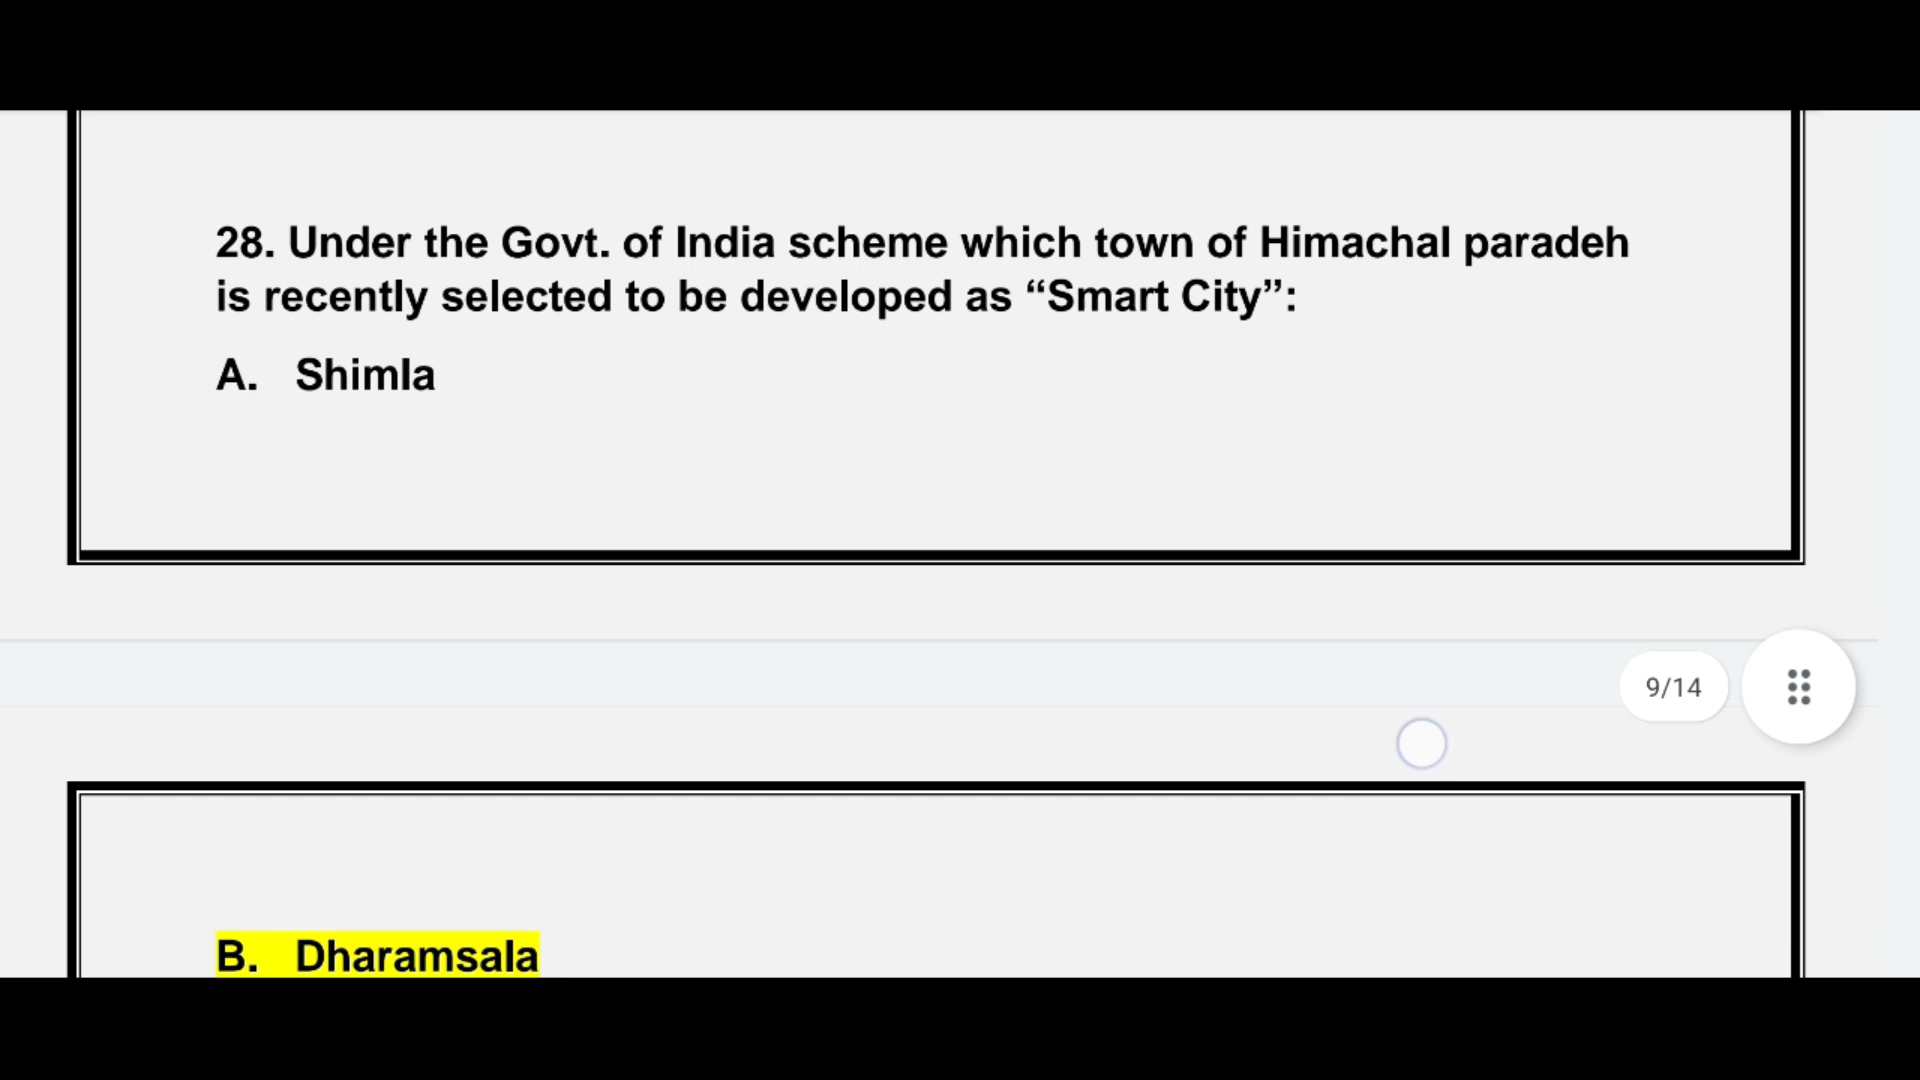 28. Under the Govt. of India scheme which town of Himachal paradeh
is recently selected to be developed as “Smart City”:
A. Shimla
9/14
B. Dharamsala